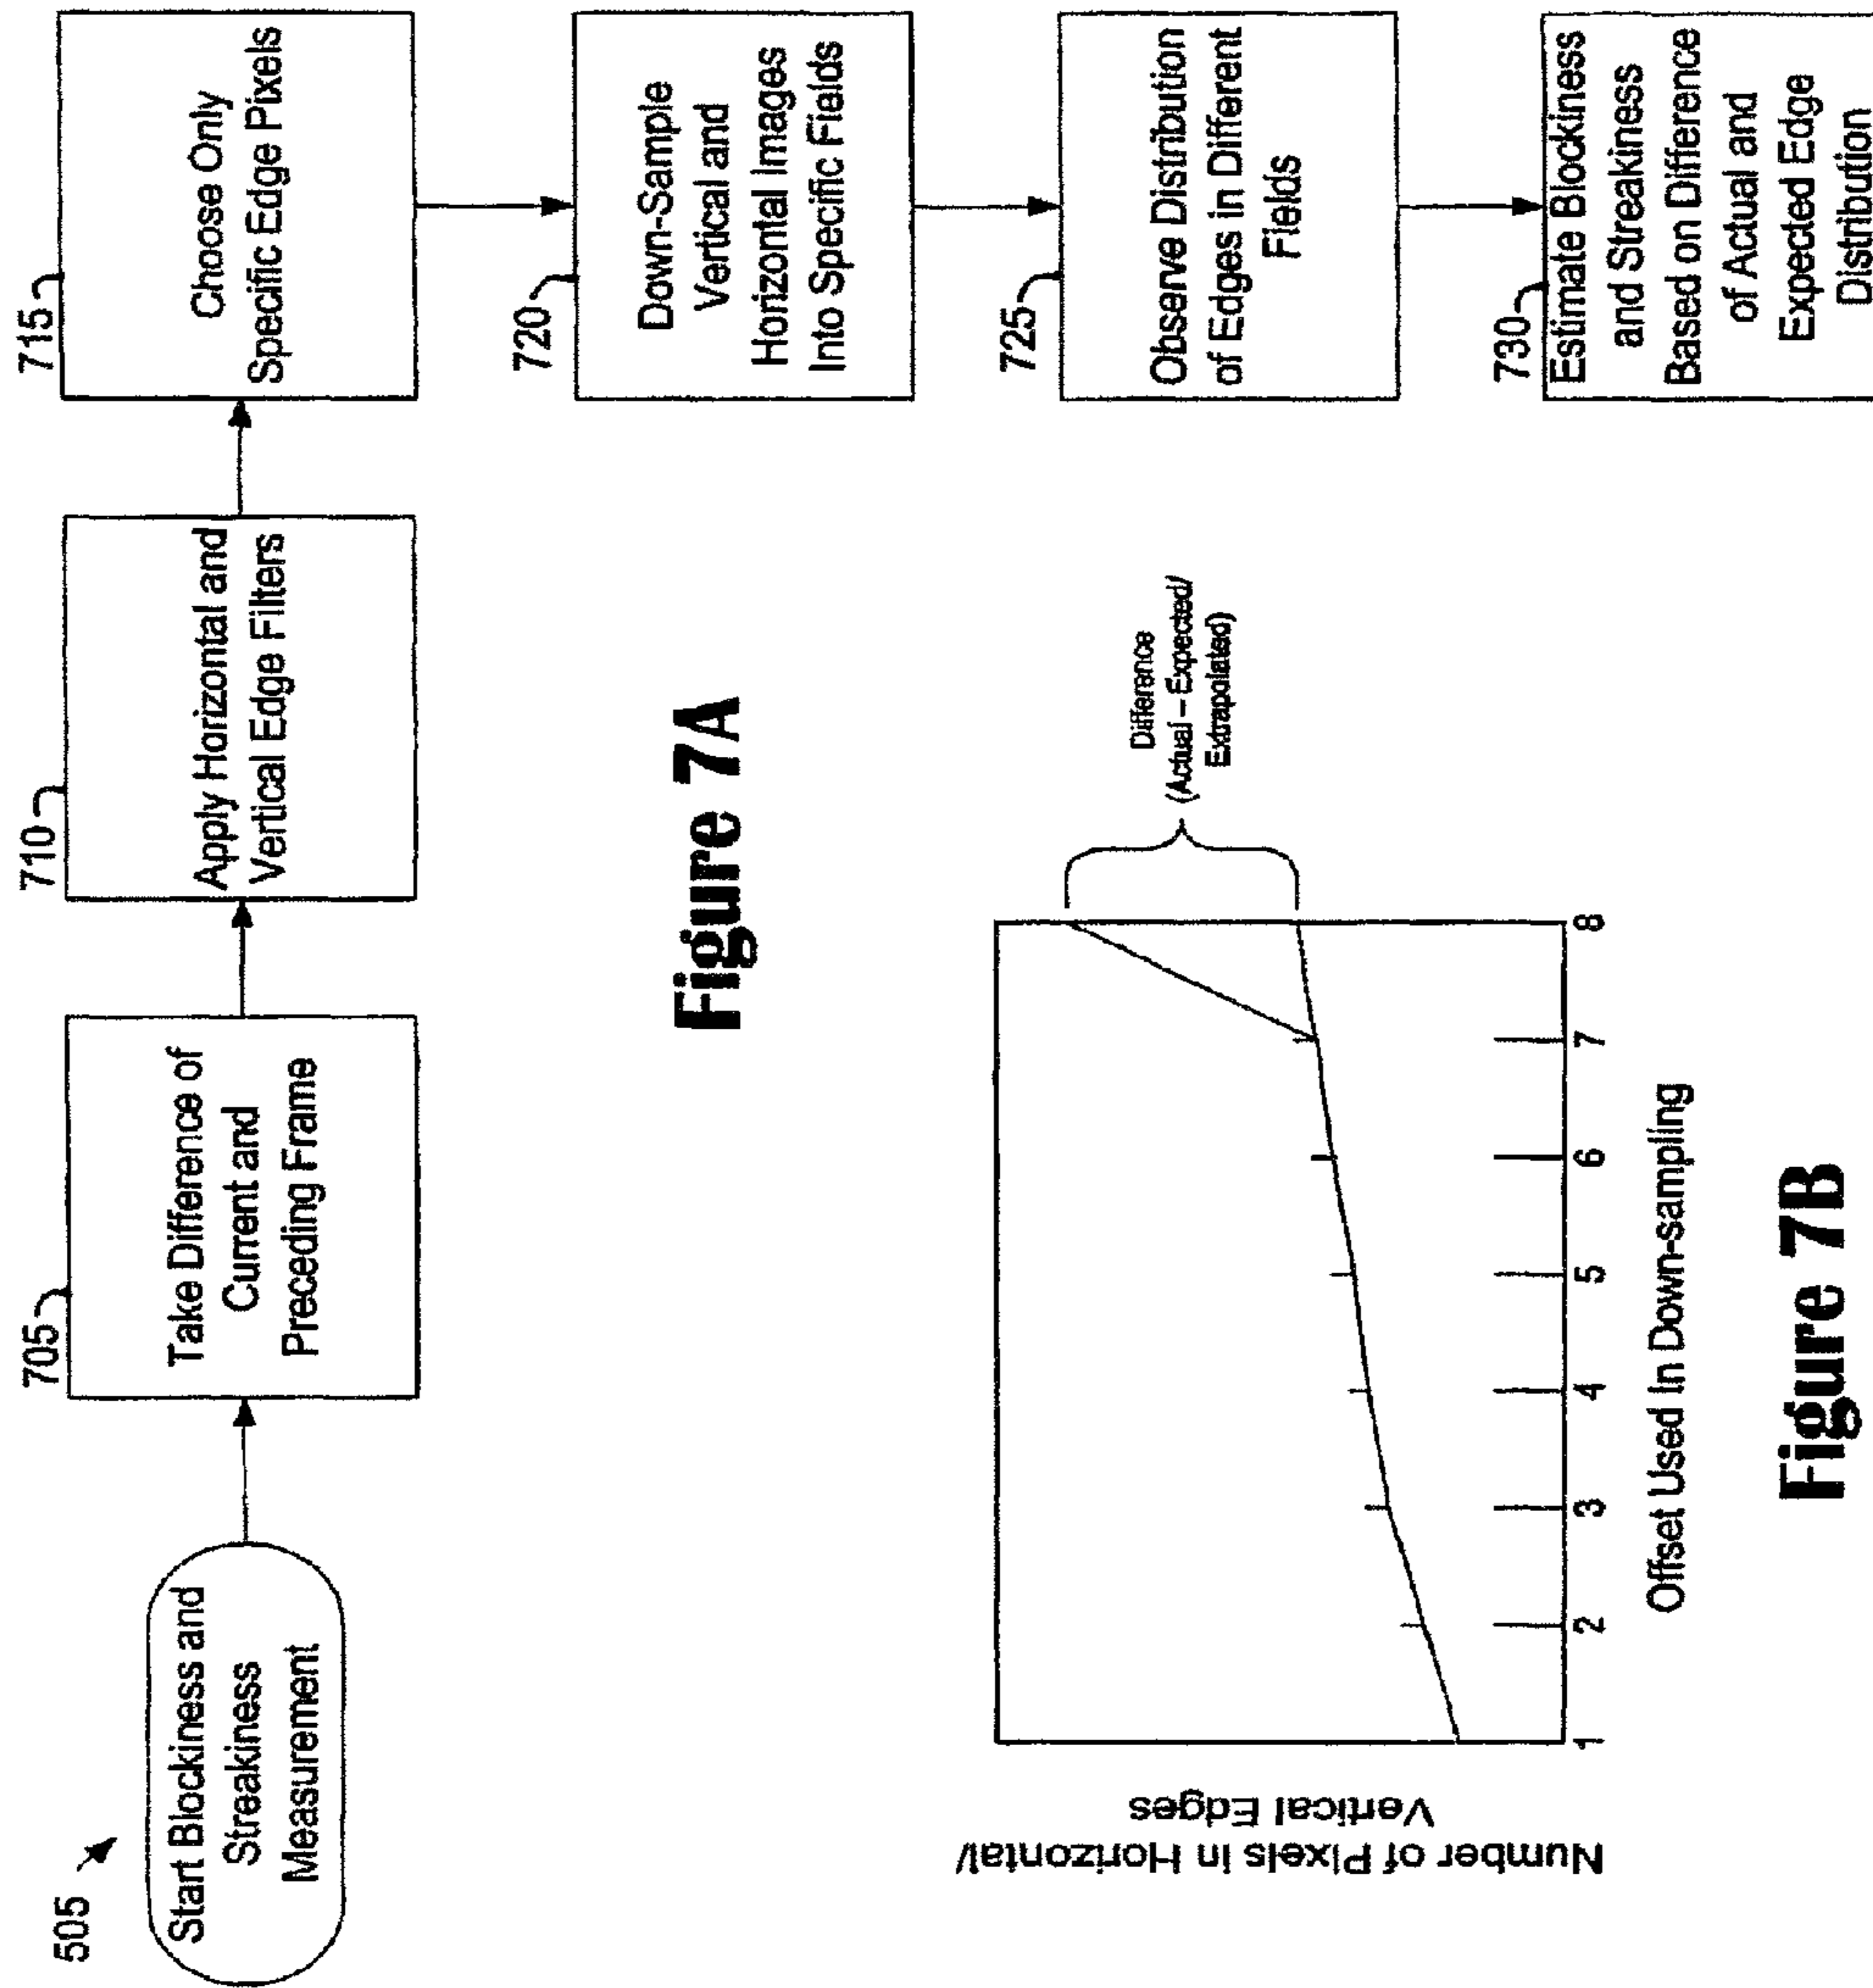 505
Start Blockiness and
Streakiness
Measurement
705
Take Difference of
Current and
Preceding Frame
710
Apply Horizontal and
Vertical Edge Filters
715
Choose Only
Specific Edge Pixels
720
Down-Sample
Vertical and
Horizontal Images
Into Specific Fields
725
Observe Distribution
of Edges in Different
Fields
730
Estimate Blockiness
and Streakiness
Based on Difference
of Actual and
Expected Edge
Distribution
Figure 7A
Number of Pixels in Horizontal/
Vertical Edges
Difference
(Actual – Expected/
Extrapolated)
1 2 3 4 5 6 7 8
Offset Used In Down-sampling
Figure 7B